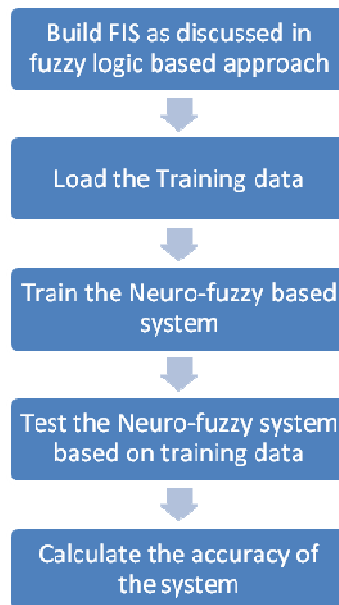 Build FIS as discussed in
fuzzy logic based approach
Load the Training data
Train the Neuro-fuzzy based
system
Test the Neuro-fuzzy system
based on training data
Calculate the accuracy of
the system